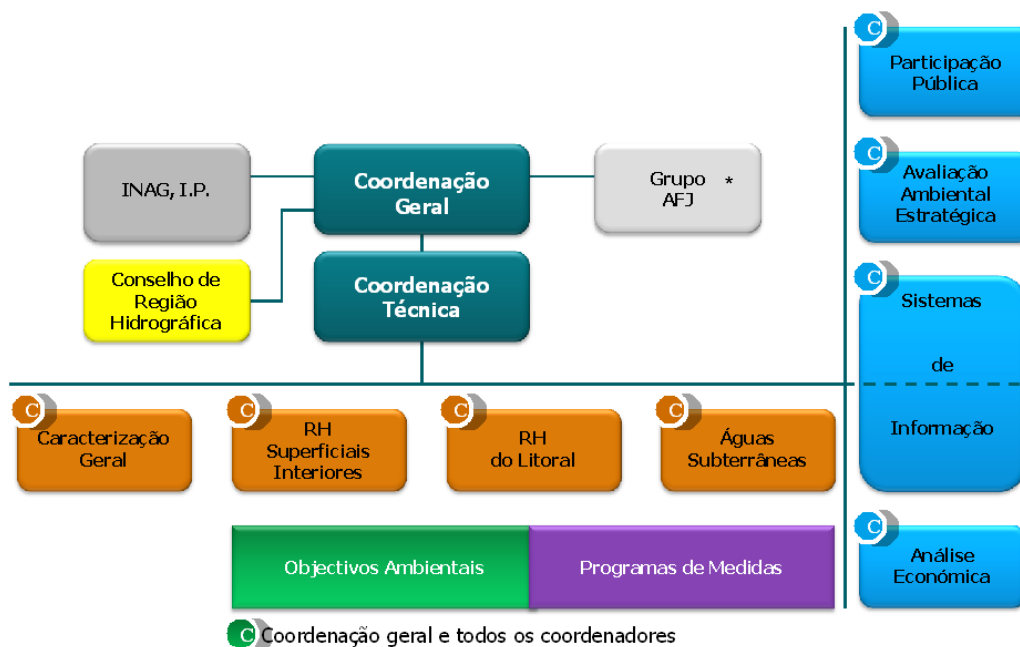 C
Participação
Pública
INAG, I.P.
Coordenação
Geral
Grupo *
AFJ
C
Avaliação
Ambiental
Estratégica
Conselho de
Região
Hidrográfica
Coordenação
Técnica
C
Sistemas
de
Informação
C
Caracterização
Geral
C
RH
Superficiais
Interiores
C
RH
do Litoral
C
Águas
Subterrâneas
Objectivos Ambientais
Programas de Medidas
C
Análise
Económica
C Coordenação geral e todos os coordenadores